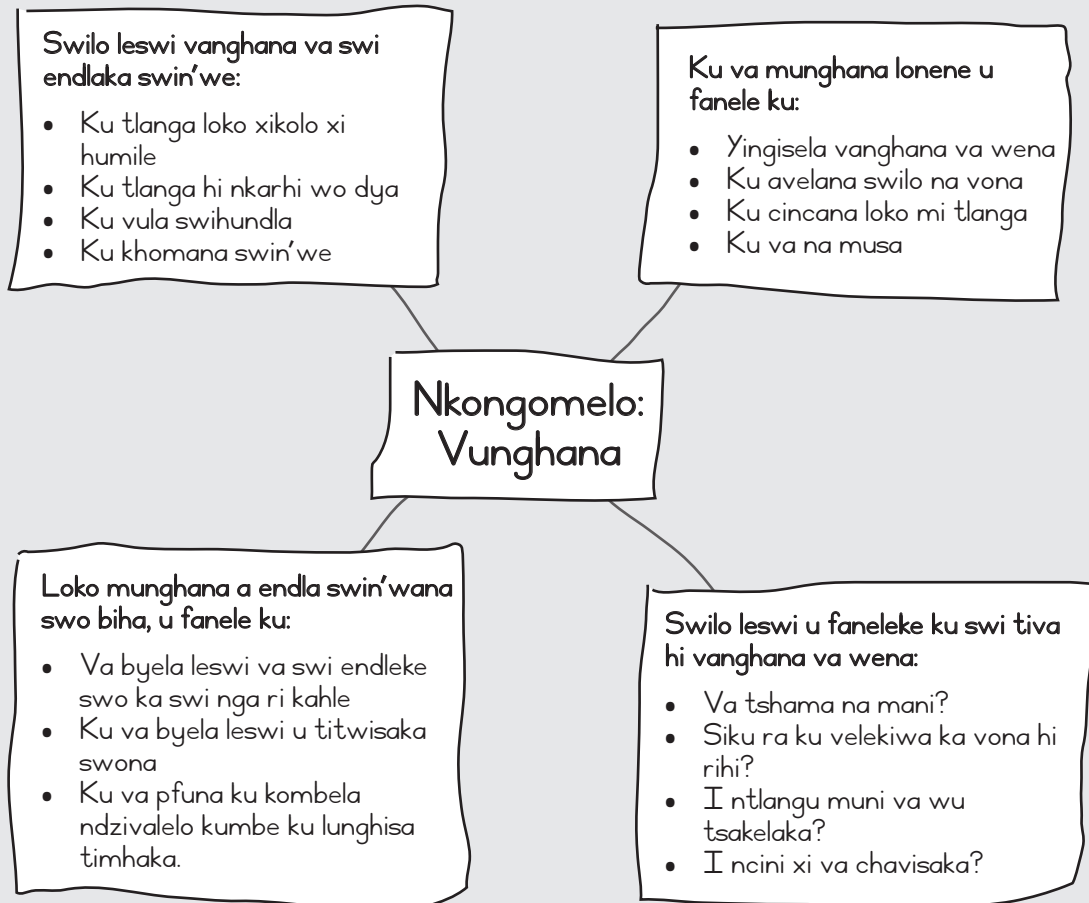 Swilo leswi vanghana va swi
endlaka swin'we:
• Ku tlanga loko xikolo xi
humile
• Ku tlanga hi nkarhi wo dya
• Ku vula swihundla
• Ku khomana swin'we
Ku va munghana lonene u
fanele ku:
• Yingisela vanghana va wena
• Ku avelana swilo na vona
• Ku cincana loko mi tlanga
• Ku va na musa
Nkongomelo:
Vunghana
Loko munghana a endla swin'wana
swo biha, u fanele ku:
• Va byela leswi va swi endleke
swo ka swi nga ri kahle
• Ku va byela leswi u titwisaka
swona
• Ku va pfuna ku kombela
ndzivalelo kumbe ku lunghisa
timhaka.
Swilo leswi u faneleke ku swi tiva
hi vanghana va wena:
• Va tshama na mani?
• Siku ra ku velekiwa ka vona hi
rihi?
• I ntlangu muni va wu
tsakelaka?
• I ncini xi va chavisaka?